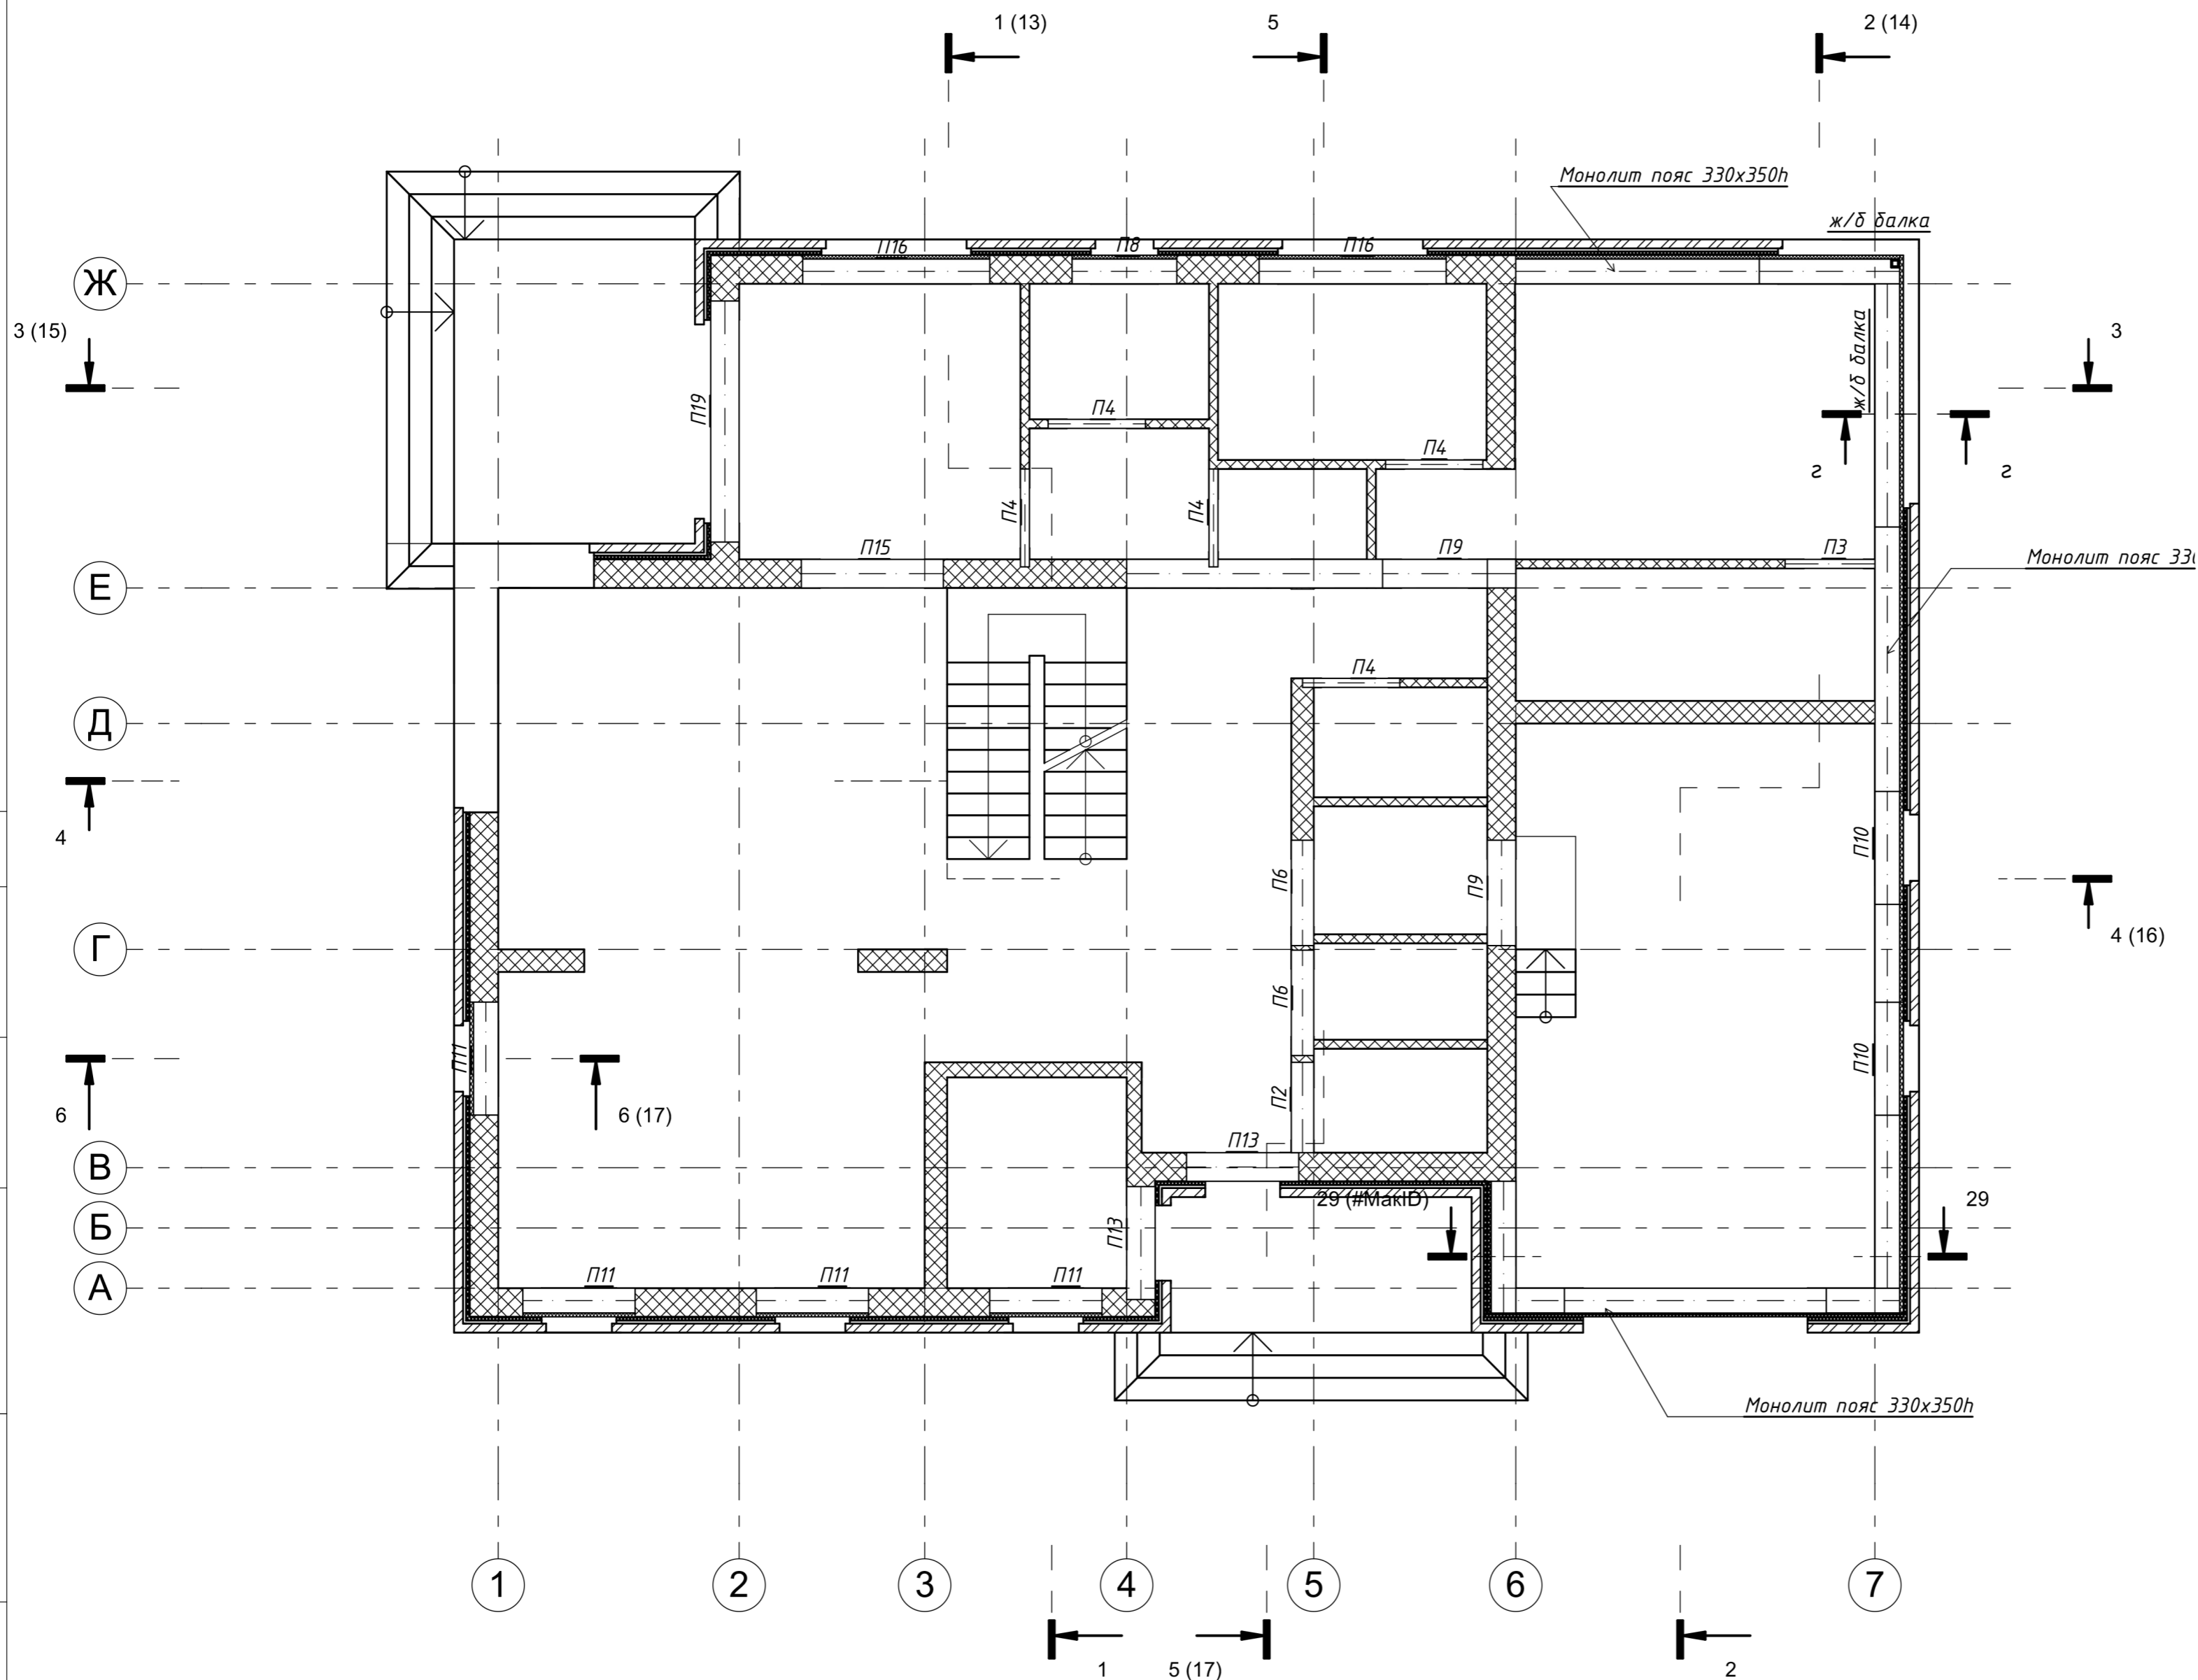 1 (13)
5
2 (14)
Монолит пояс 330х350h
ж/б балка
П16
П8
П16
Ж
3 (15)
3
ж/б балка
П19
П4
П4
г
г
П4
П4
П15
П9
П3
Монолит пояс
Е
П4
Д
4
П6
П9
П10
Г
4 (16)
П6
П11
П10
6
6 (17)
П2
П13
В
29 (#MakID)
29
П13
Б
П11
П11
П11
А
Монолит пояс 330х350h
1
2
3
4
5
6
7
1
5 (17)
2